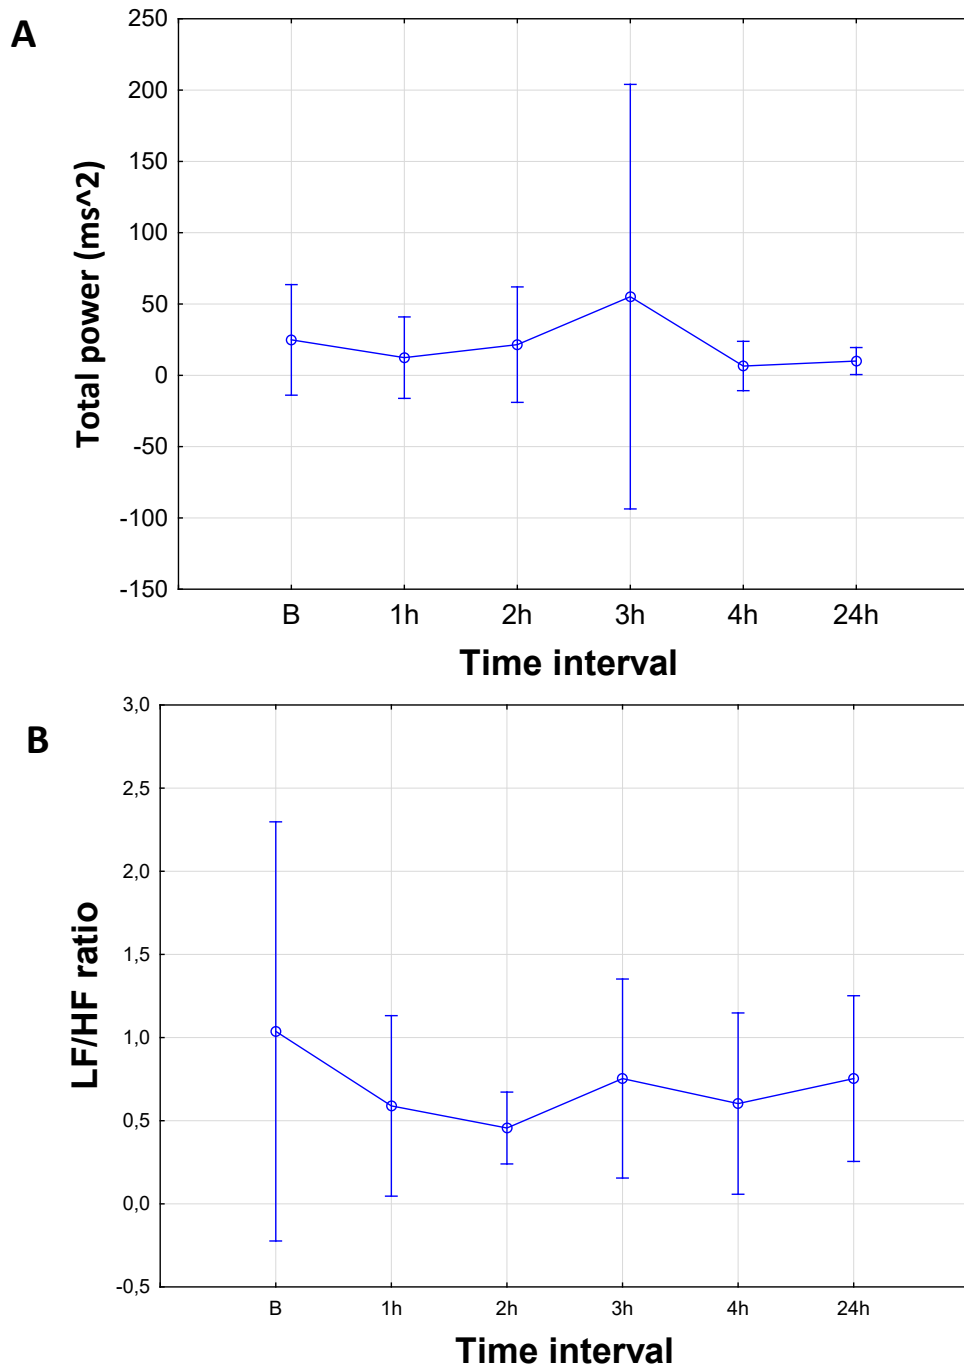 A
Total power (ms^2)
250
200
150
100
50
0
-50
-100
-150
B 1h 2h 3h 4h 24h
Time interval
B
LF/HF ratio
3,0
2,5
2,0
1,5
1,0
0,5
0,0
-0,5
B 1h 2h 3h 4h 24h
Time interval